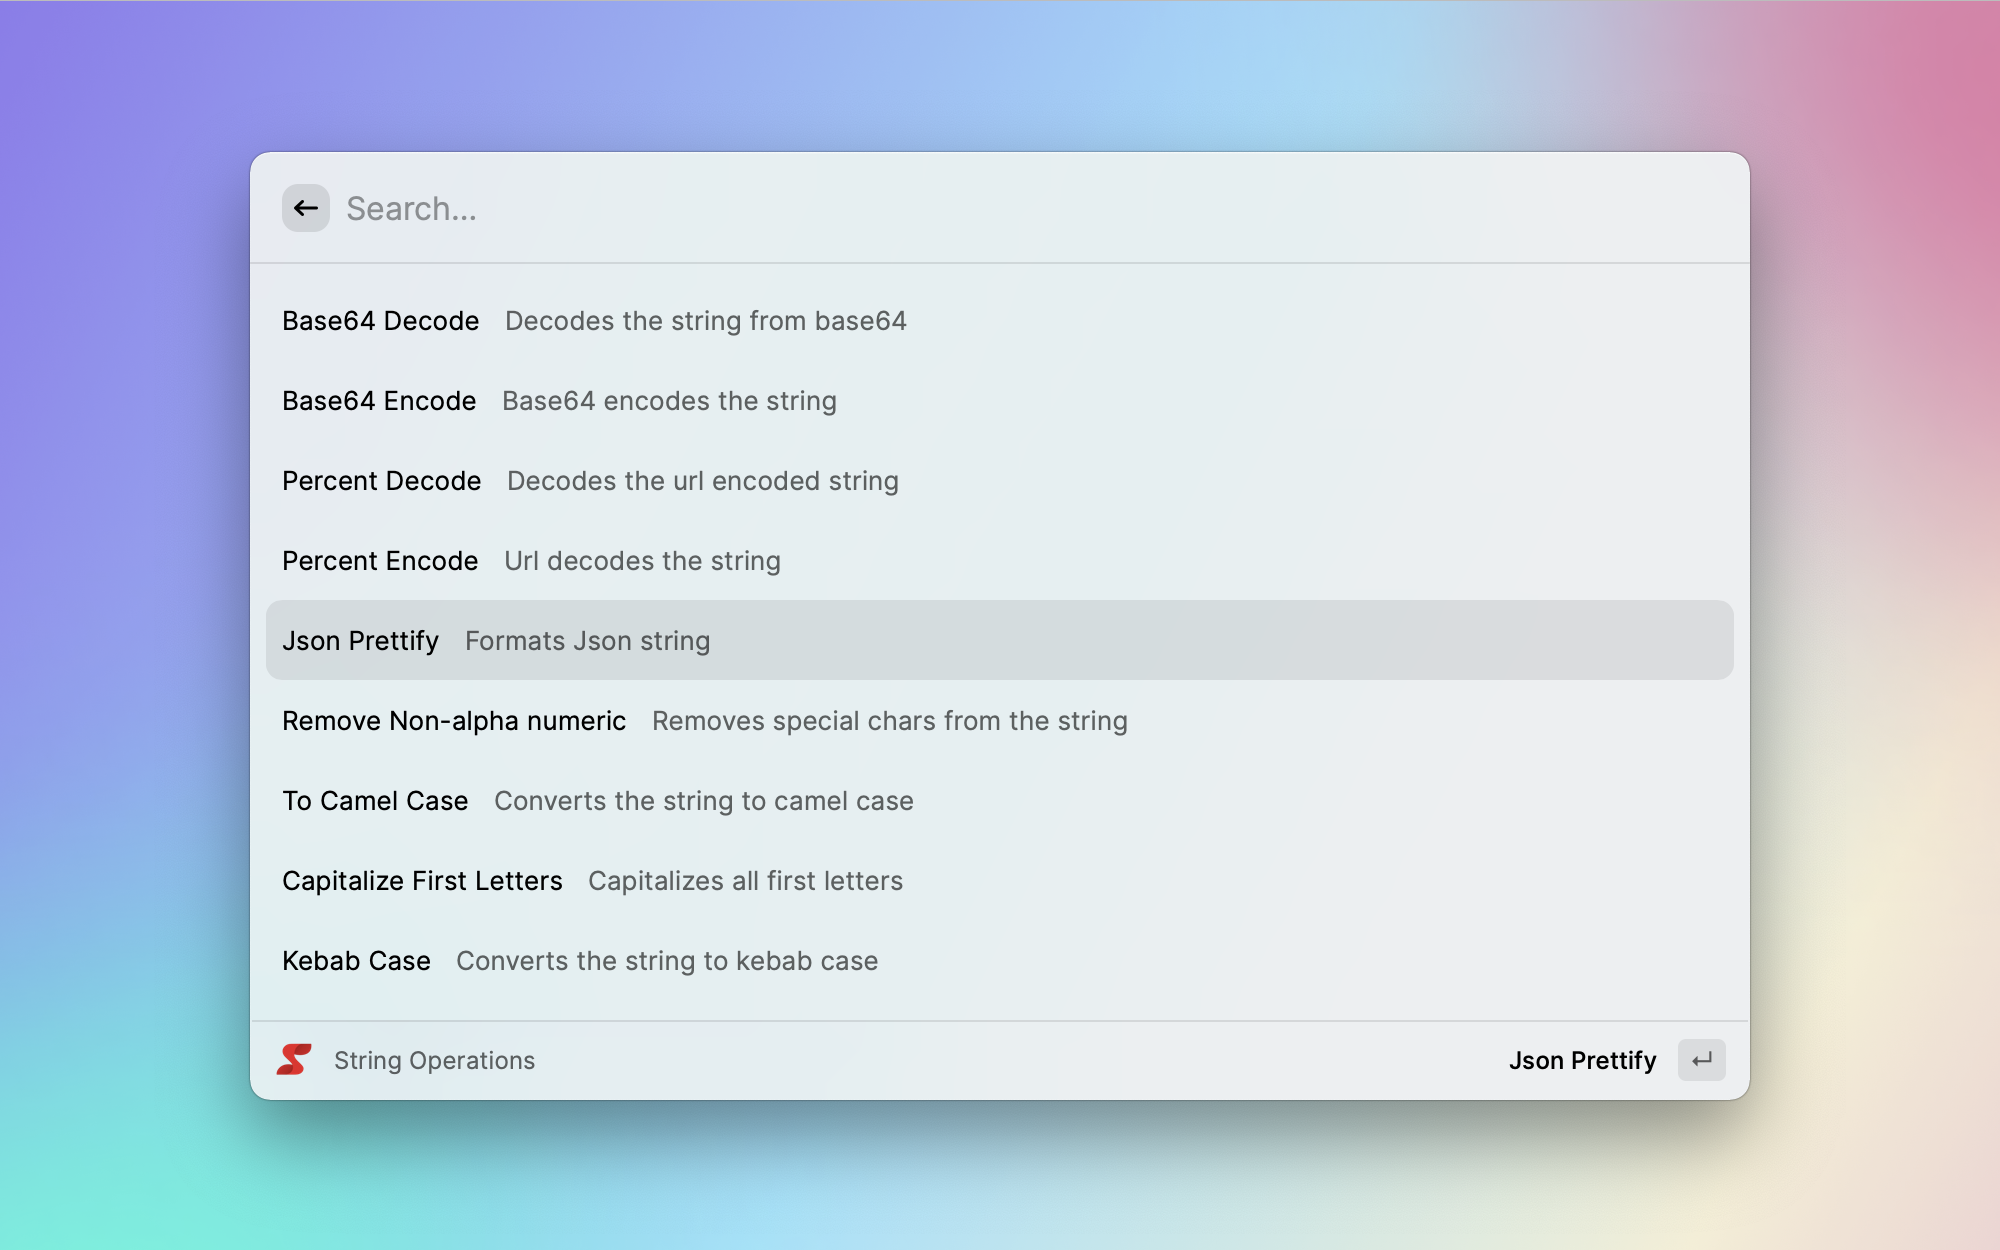 Search...
Base64 Decode Decodes the string from base64
Base64 Encode Base64 encodes the string
Percent Decode Decodes the url encoded string
Percent Encode Url decodes the string
Json Prettify Formats Json string
Remove Non-alpha numeric Removes special chars from the string
To Camel Case Converts the string to camel case
Capitalize First Letters Capitalizes all first letters
Kebab Case Converts the string to kebab case
String Operations Json Prettify